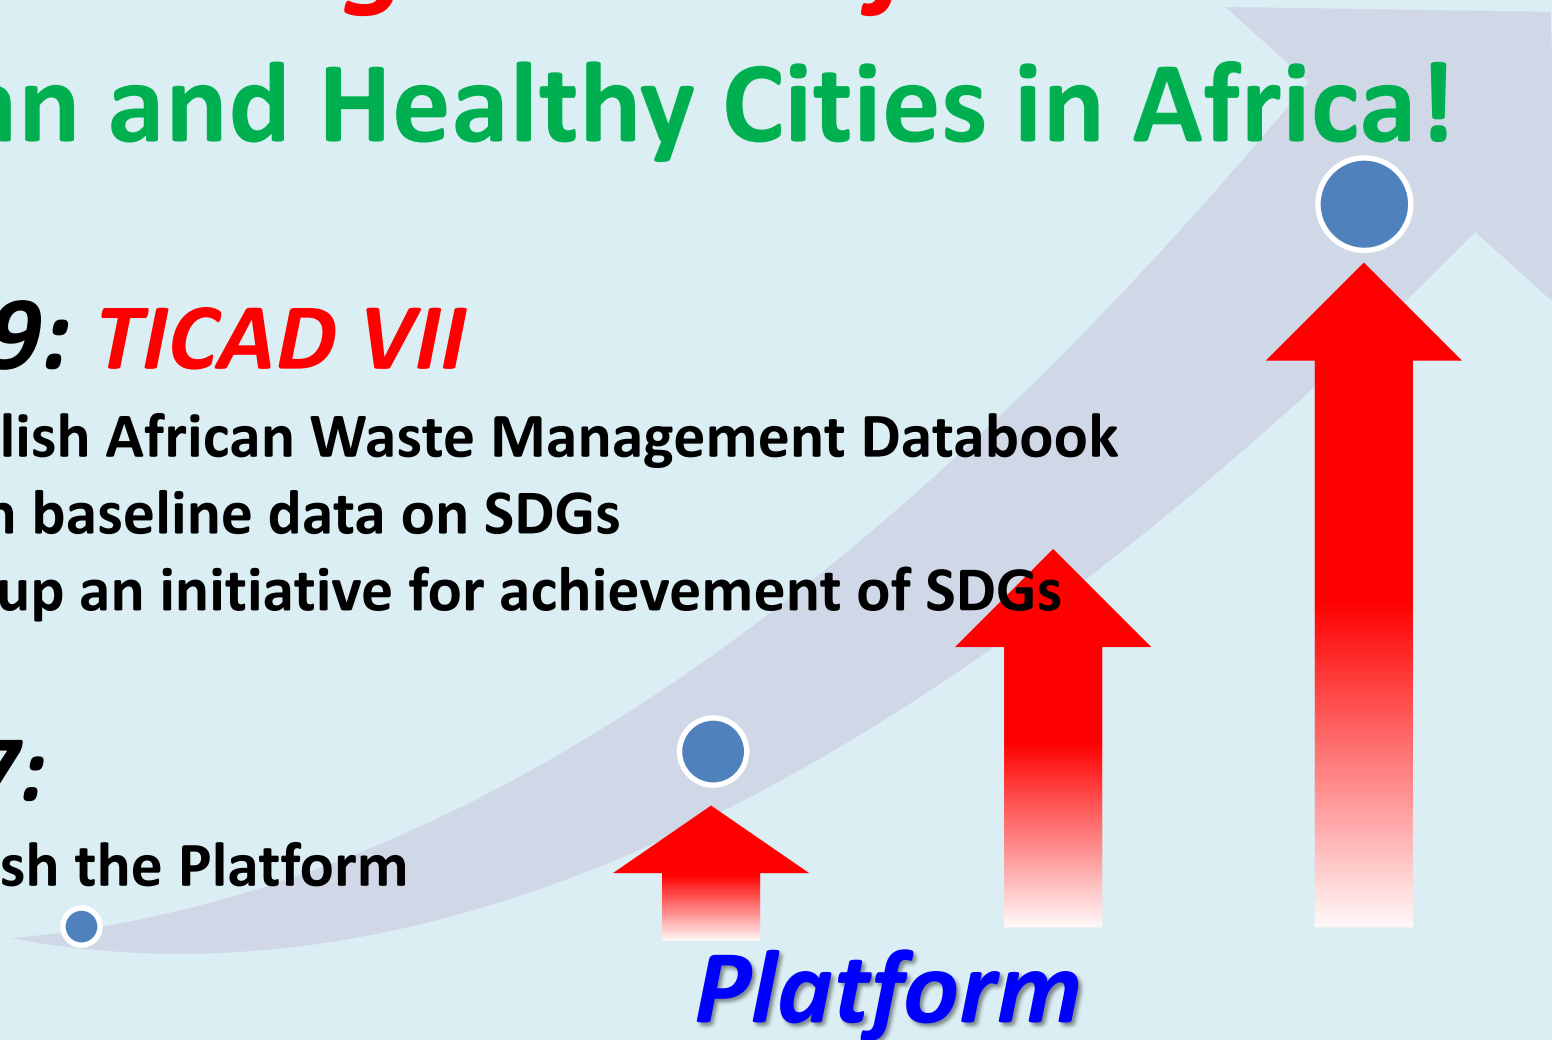 an and Healthy Cities in Africa!
9: TICAD VII
lish African Waste Management Databook
n baseline data on SDGs
up an initiative for achievement of SDGs
7:
sh the Platform
Platform